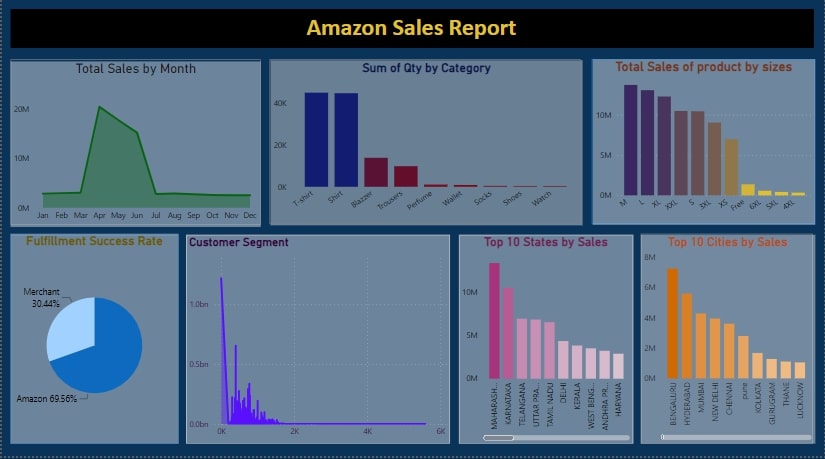 Amazon Sales Report
Total Sales by Month
20M
10M
0M
Jan Feb Mar Apr May Jun Jul Aug Sep Oct Nov Dec
Sum of Qty by Category
40K
20K
0K
T-shirt Shirt Blazzer Trousers Perfume Wallet Socks Shoes Watch
Total Sales of product by sizes
10M
5M
0M
M L XL XXL S 3XL XS Free 6XL 5XL 4XL
Fulfillment Success Rate
Merchant
30.44%
Amazon 69.56%
Customer Segment
1.0bn
0.5bn
0.0bn
0K 2K 4K 6K
Top 10 States by Sales
10M
5M
0M
MAHARASH... KARNATAKA TELANGANA UTTAR PRA... TAMIL NADU DELHI KERALA WEST BENG... ANDHRA PR... HARYANA
Top 10 Cities by Sales
8M
6M
4M
2M
0M
BENGALURU HYDERABAD MUMBAI NEW DELHI CHENNAI pune KOLKATA GURUGRAM THANE LUCKNOW